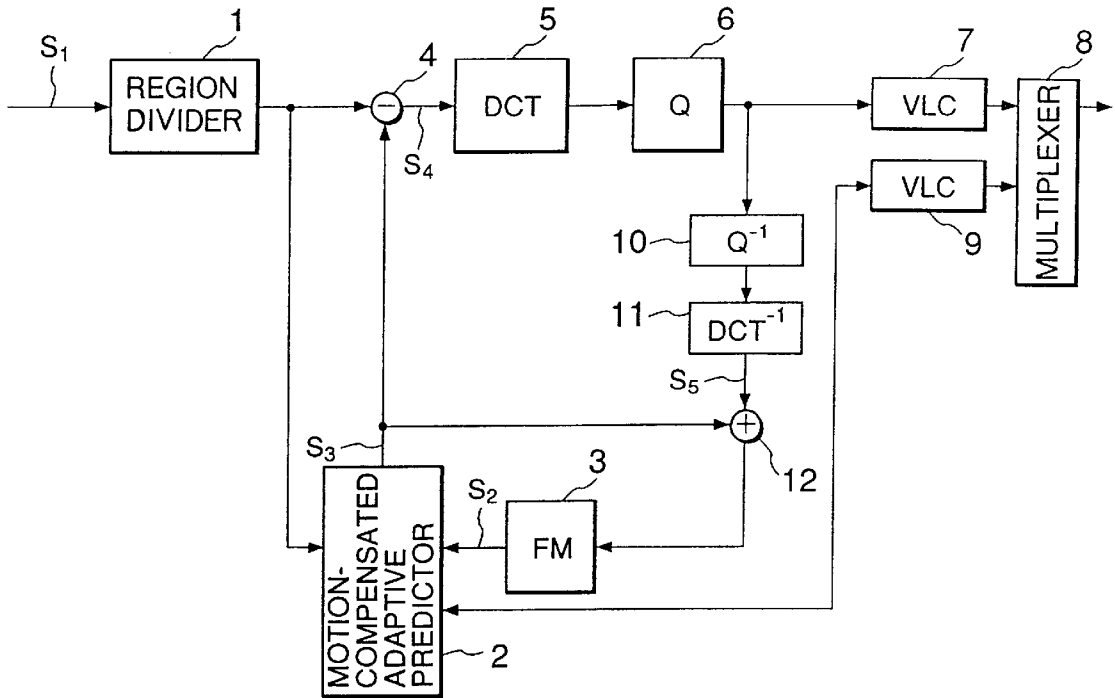 1
5
6
7
8
S₁
4
REGION
DIVIDER
−
DCT
Q
VLC
MULTIPLEXER
S₄
VLC
9
10
Q⁻¹
11
DCT⁻¹
S₅
+
12
S₃
3
S₂
FM
MOTION-
COMPENSATED
ADAPTIVE
PREDICTOR
2